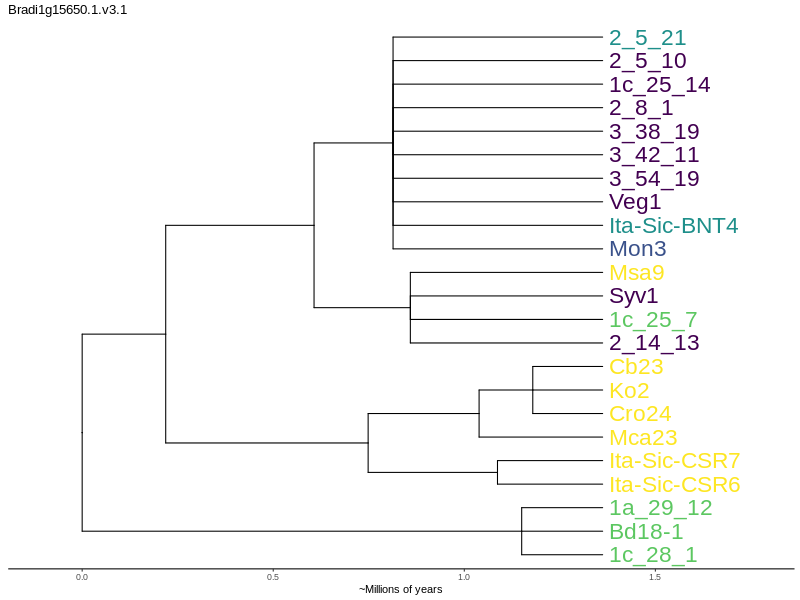 Bradi1g15650.1.v3.1
2_5_21
2_5_10
1c_25_14
2_8_1
3_38_19
3_42_11
3_54_19
Veg1
Ita-Sic-BNT4
Mon3
Msa9
Syv1
1c_25_7
2_14_13
Cb23
Ko2
Cro24
Mca23
Ita-Sic-CSR7
Ita-Sic-CSR6
1a_29_12
Bd18-1
1c_28_1
0.0 0.5 1.0 1.5
~Millions of years